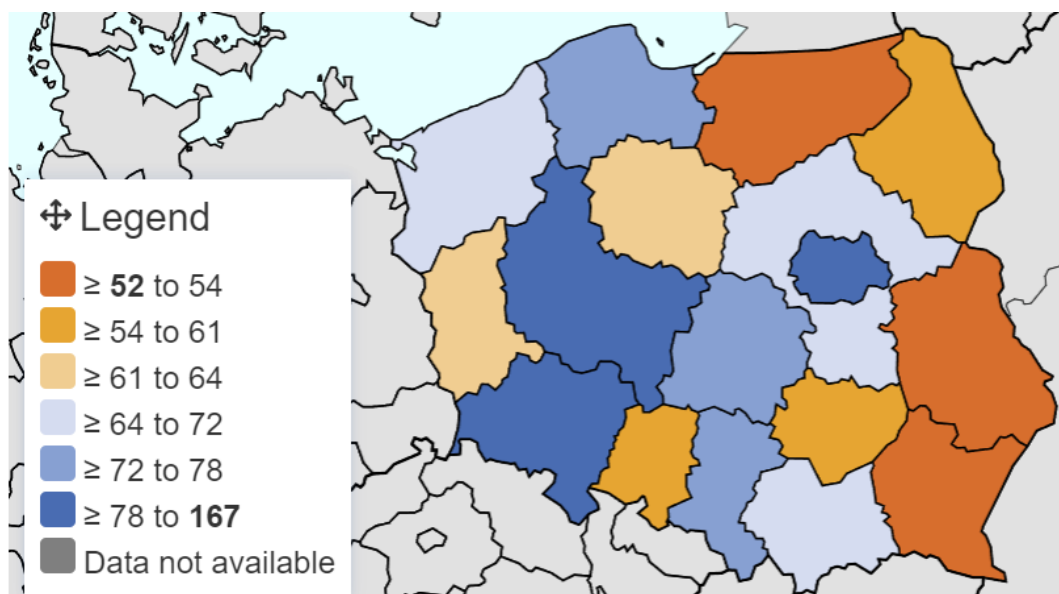 Legend
≥ 52 to 54
≥ 54 to 61
≥ 61 to 64
≥ 64 to 72
≥ 72 to 78
≥ 78 to 167
Data not available